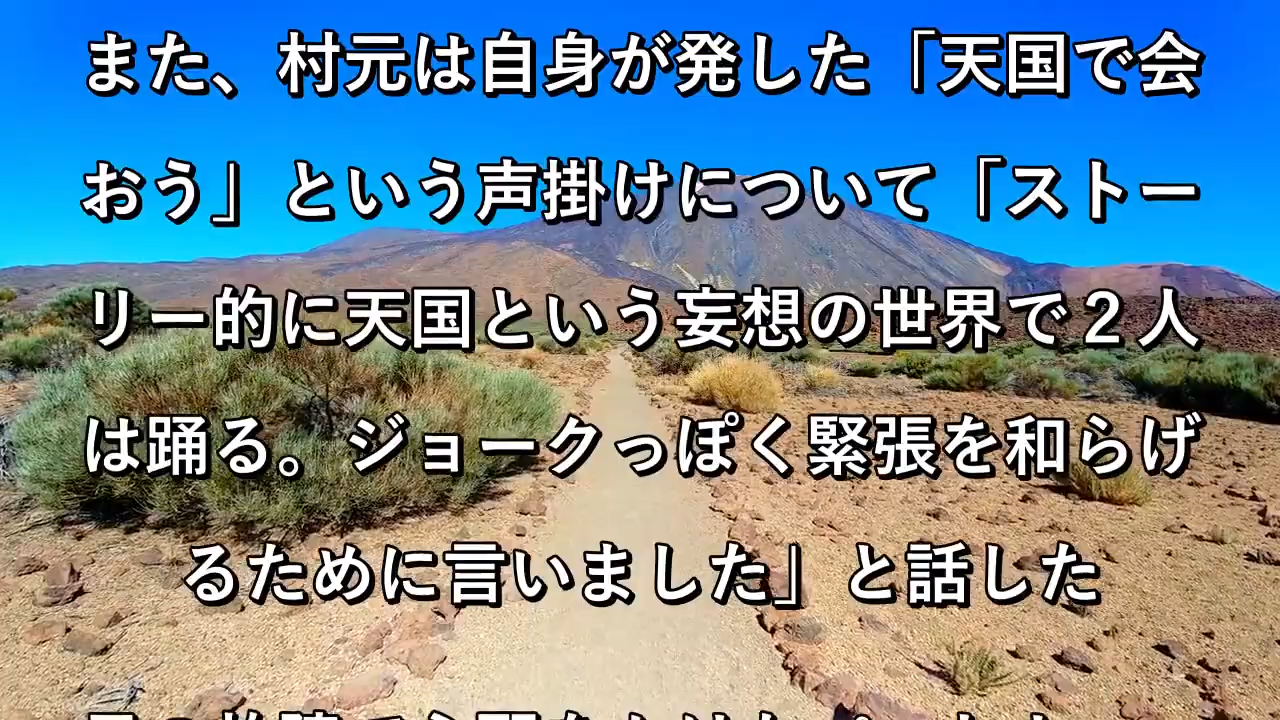 また、村元は自身が発した「天国で会
おう」という声掛けについて「ストー
リー的に天国という妄想の世界で２人
は踊る。ジョークっぽく緊張を和らげ
るために言いました」と話した